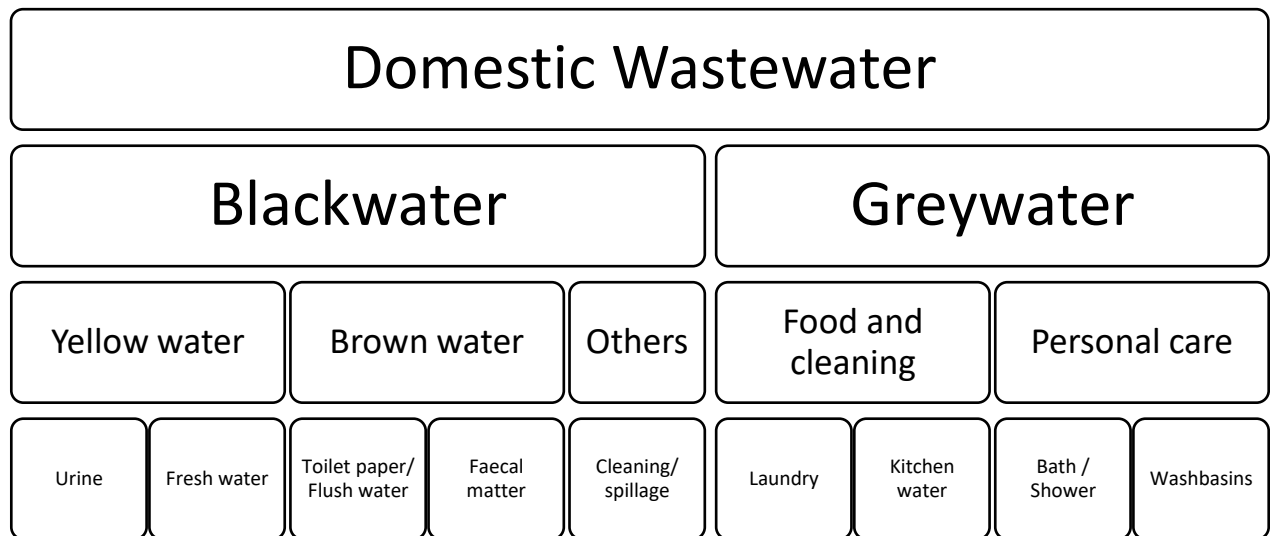 Domestic Wastewater
Blackwater
Greywater
Yellow water
Brown water
Others
Food and
cleaning
Personal care
Urine
Fresh water
Toilet paper/
Flush water
Faecal
matter
Cleaning/
spillage
Laundry
Kitchen
water
Bath /
Shower
Washbasins